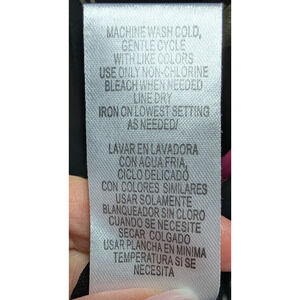 MACHINE WASH COLD,
GENTLE CYCLE
WITH LIKE COLORS
USE ONLY NON-CHLORINE
BLEACH WHEN NEEDED
LINE DRY
IRON ON LOWEST SETTING
AS NEEDED/
LAVAR EN LAVADORA
CON AGUA FRIA,
CICLO DELICADO
CON COLORES SIMILARES
USAR SOLAMENTE
BLANQUEADOR SIN CLORO
CUANDO SE NECESITE
SECAR COLGADO
USAR PLANCHA EN MINIMA
TEMPERATURA SI SE
NECESITA